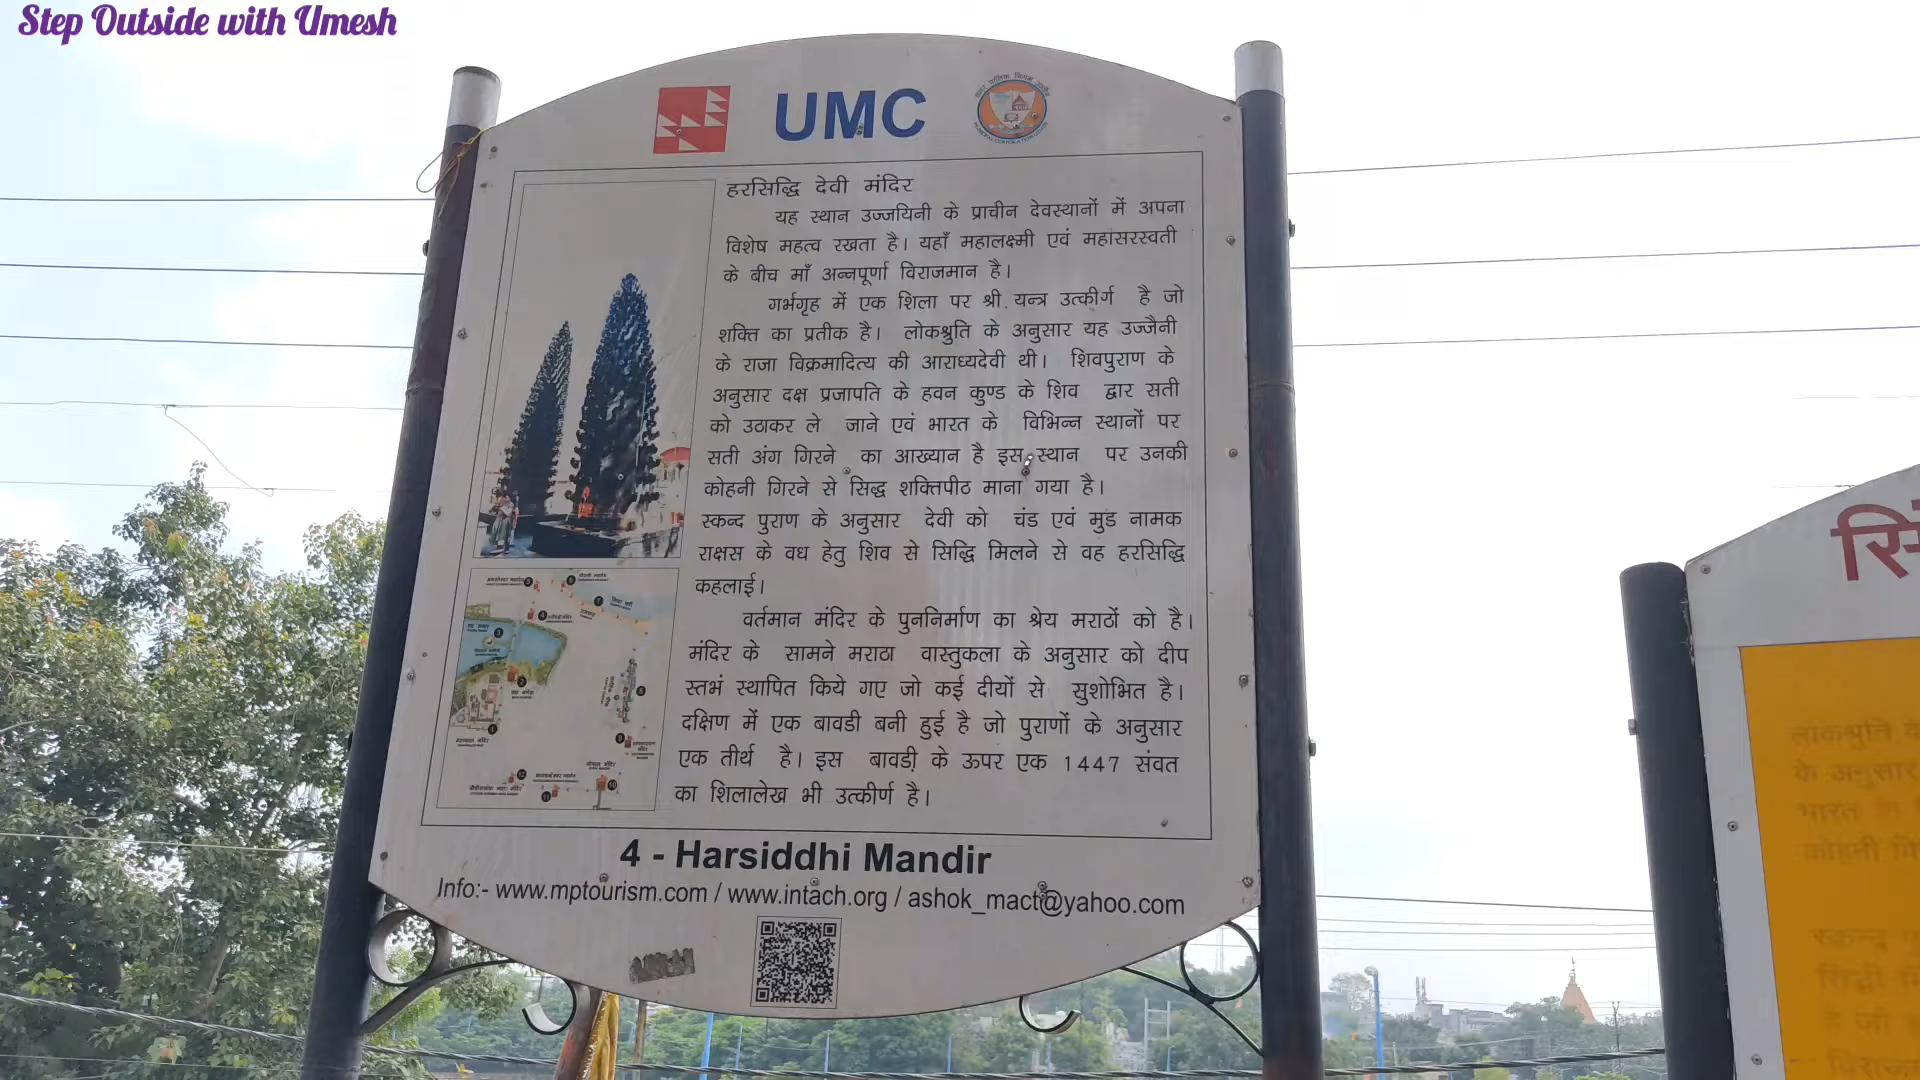 Step Outside with Umesh
UMC
हरसिद्धि देवी मंदिर
यह स्थान उज्जयिनी के प्राचीन देवस्थानों में अपना
विशेष महत्व रखता है। यहाँ महालक्ष्मी एवं महासरस्वती
के बीच माँ अन्नपूर्णा विराजमान है।
गर्भगृह में एक शिला पर श्री. यन्त्र उत्कीर्ग है जो
शक्ति का प्रतीक है। लोकश्रुति के अनुसार यह उज्जैनी
के राजा विक्रमादित्य की आराध्यदेवी थी। शिवपुराण के
अनुसार दक्ष प्रजापति के हवन कुण्ड के शिव द्वार सती
को उठाकर ले जाने एवं भारत के विभिन्न स्थानों पर
सती अंग गिरने का आख्यान है इस स्थान पर उनकी
कोहनी गिरने से सिद्ध शक्तिपीठ माना गया है।
स्कन्द पुराण के अनुसार देवी को चंड एवं मुड नामक
राक्षस के वध हेतु शिव से सिद्धि मिलने से वह हरसिद्धि
कहलाई।
वर्तमान मंदिर के पुननिर्माण का श्रेय मराठों को है।
मंदिर के सामने मराठा वास्तुकला के अनुसार को दीप
स्तभं स्थापित किये गए जो कई दीयों से सुशोभित है।
दक्षिण में एक बावडी बनी हुई है जो पुराणों के अनुसार
एक तीर्थ है। इस बावडी़ के ऊपर एक 1447 संवत
का शिलालेख भी उत्कीर्ण है।
4 - Harsiddhi Mandir
Info:- www.mptourism.com / www.intach.org / ashok_mact@yahoo.com
लोकश्रुति के
के अनुसार
भारत के